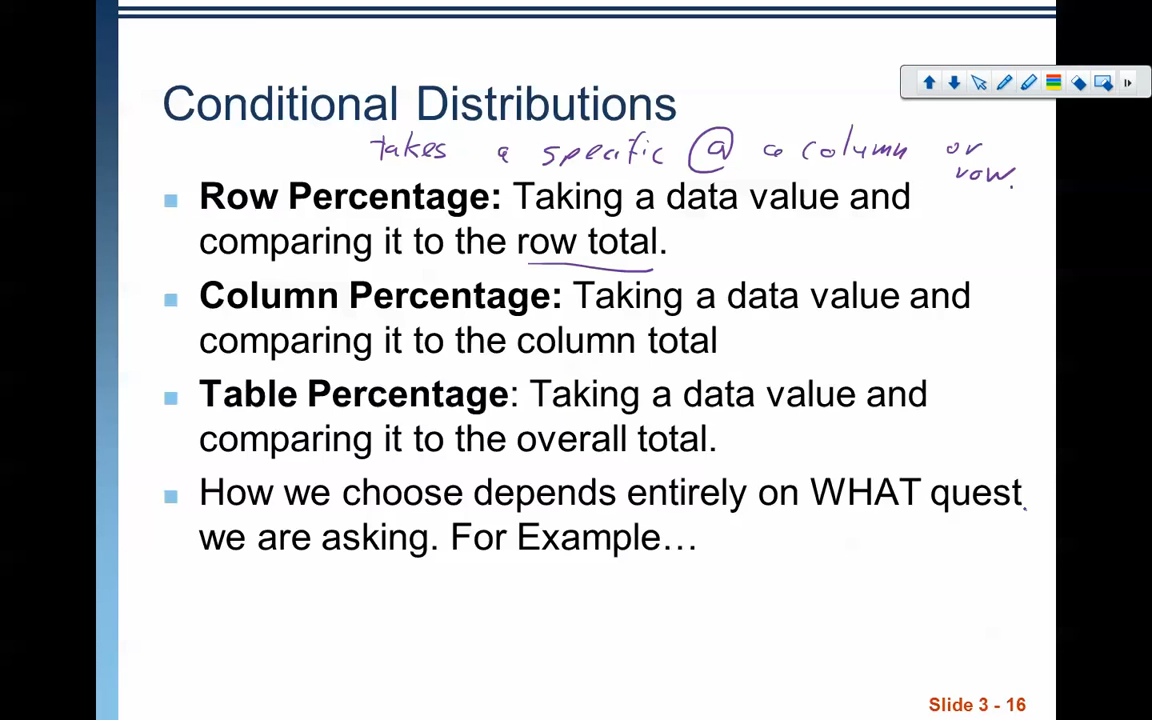 Conditional Distributions
takes a specific @ a column or
row.
Row Percentage: Taking a data value and
comparing it to the row total.
Column Percentage: Taking a data value and
comparing it to the column total
Table Percentage: Taking a data value and
comparing it to the overall total.
How we choose depends entirely on WHAT quest
we are asking. For Example…
Slide 3 - 16